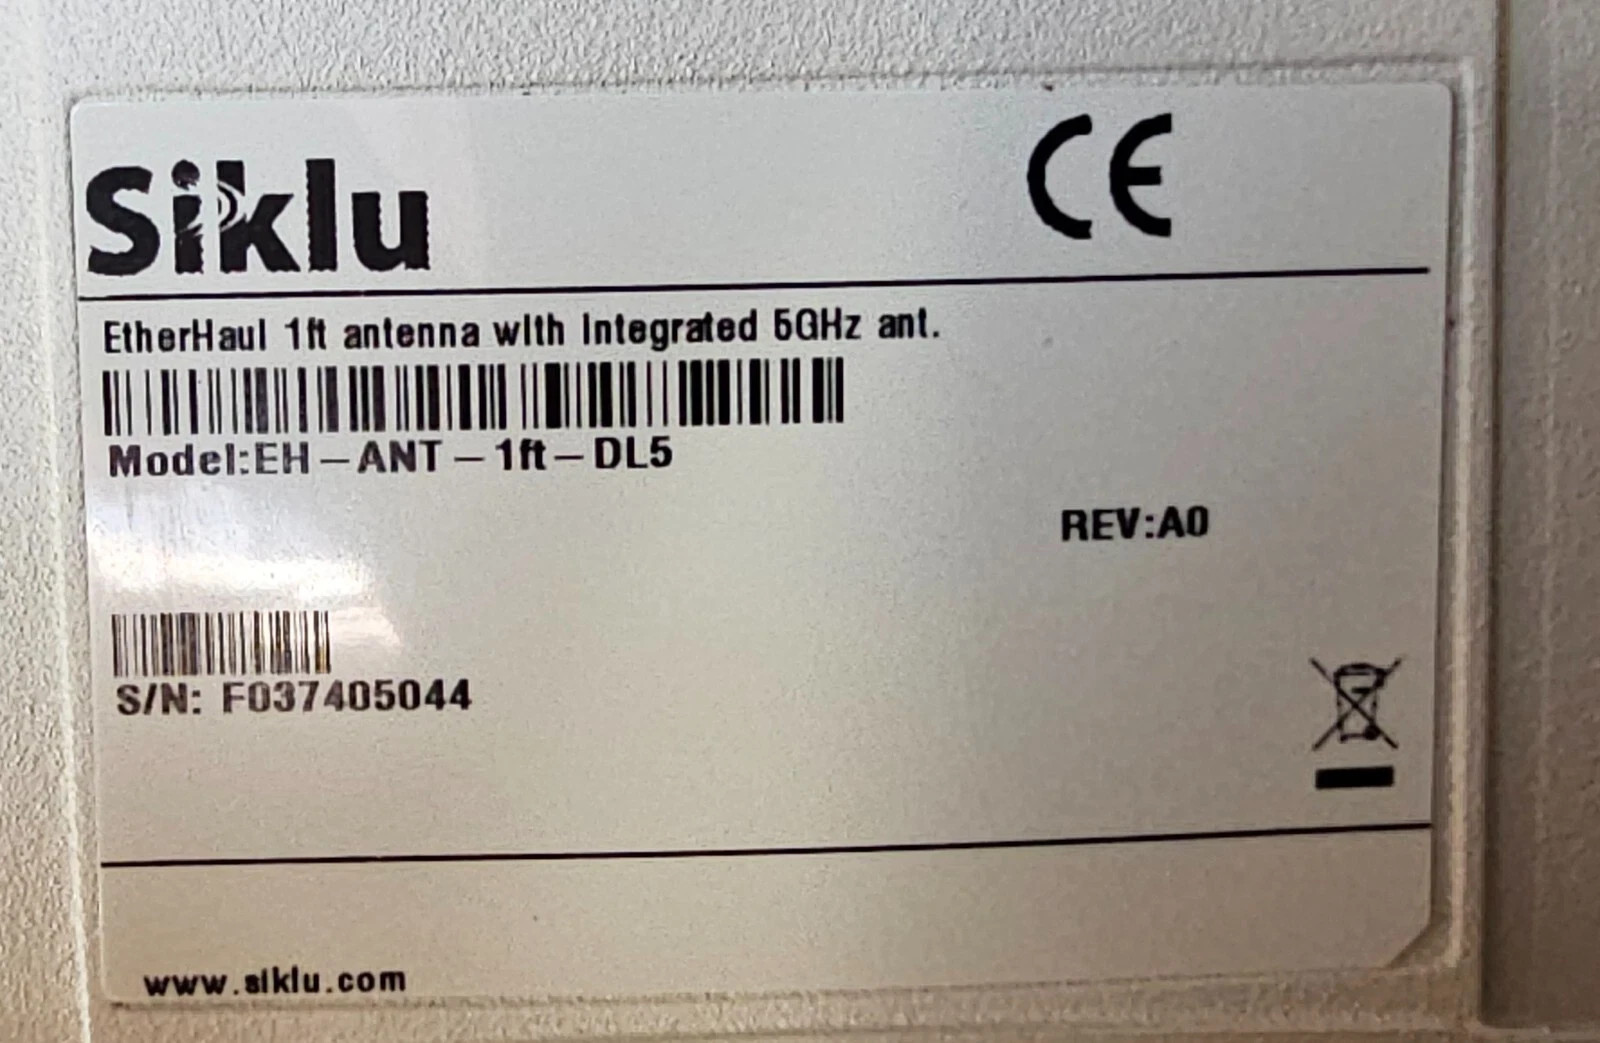 Siklu
CE
EtherHaul 1ft antenna with Integrated 5GHz ant.
Model:EH-ANT-1ft-DL5
REV:A0
S/N: F037405044
www.siklu.com